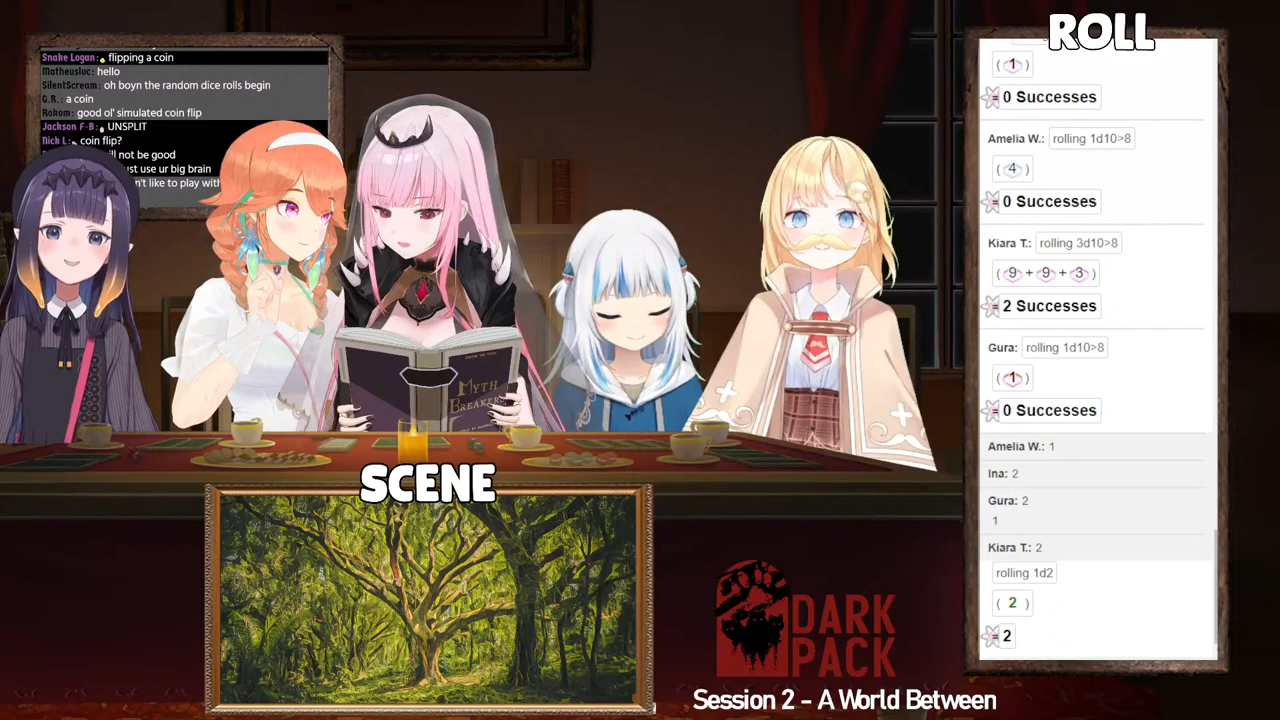 Snake Logan: flipping a coin
Matheusluc: hello
SilentScream: oh boyn the random dice rolls begin
G.R.: a coin
Rokom: good ol' simulated coin flip
Jackson F-B: UNSPLIT
Nick L: coin flip?
ill not be good
ust use ur big brain
n't like to play with
MYTH
BREAKER
SCENE
DARK
PACK
Session 2 - A World Between
ROLL
( 1 )
= 0 Successes
Amelia W.: rolling 1d10>8
( 4 )
= 0 Successes
Kiara T.: rolling 3d10>8
( 9 + 9 + 3 )
= 2 Successes
Gura: rolling 1d10>8
( 1 )
= 0 Successes
Amelia W.: 1
Ina: 2
Gura: 2
1
Kiara T.: 2
rolling 1d2
( 2 )
= 2